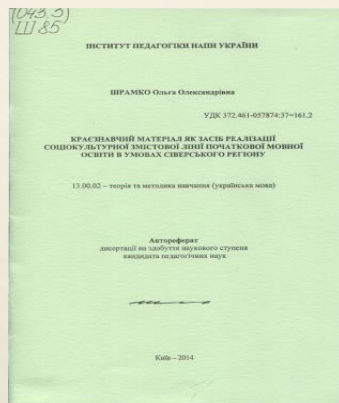 (043.3)
Ш 85
ІНСТИТУТ ПЕДАГОГІКИ НАПН УКРАЇНИ
ШРАМКО Ольга Олександрівна
УДК 372.461-057874:37=161.2
КРАЄЗНАВЧИЙ МАТЕРІАЛ ЯК ЗАСІБ РЕАЛІЗАЦІЇ
СОЦІОКУЛЬТУРНОЇ ЗМІСТОВОЇ ЛІНІЇ ПОЧАТКОВОЇ МОВНОЇ
ОСВІТИ В УМОВАХ СІВЕРСЬКОГО РЕГІОНУ
13.00.02 – теорія та методика навчання (українська мова)
Автореферат
дисертації на здобуття наукового ступеня
кандидата педагогічних наук
Київ – 2014